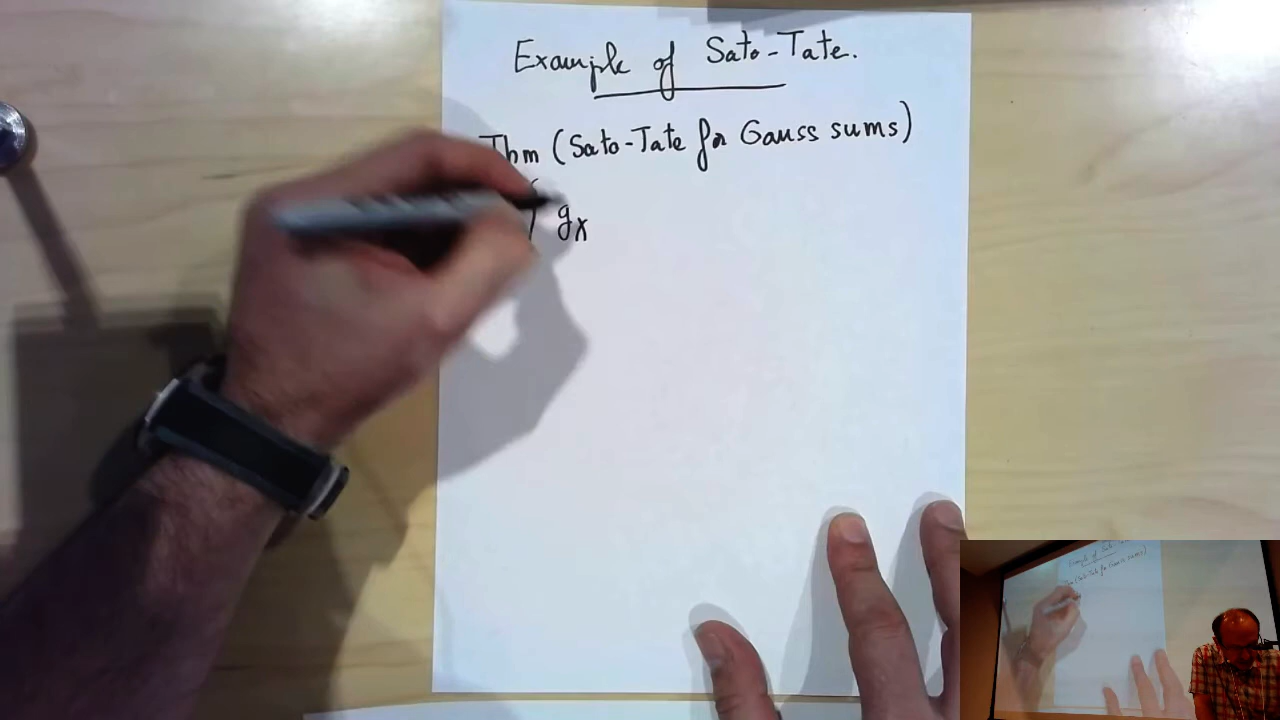 Example of Sato-Tate.
Thm (Sato-Tate for Gauss sums)
( gχ